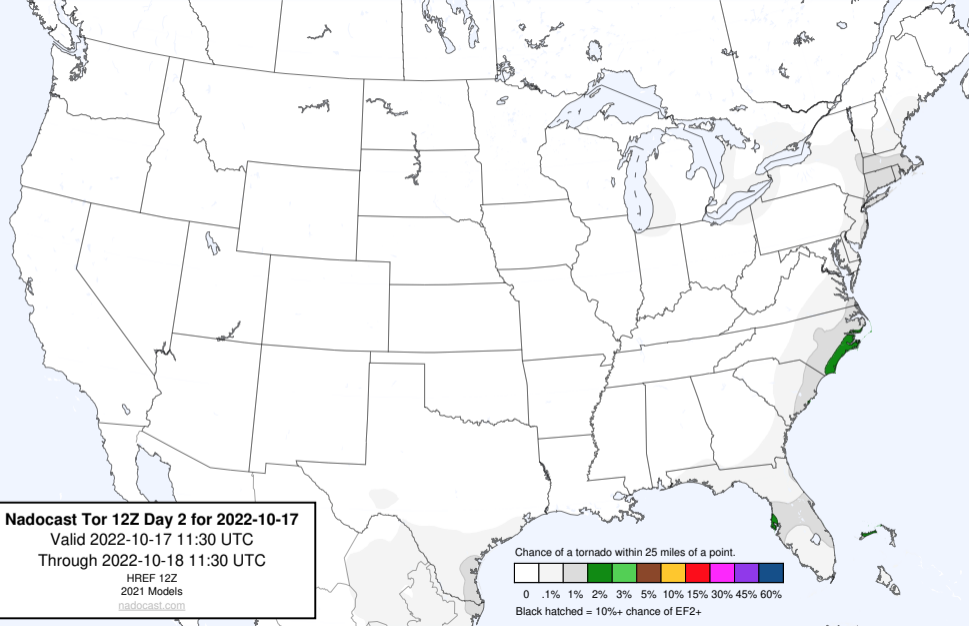 Nadocast Tor 12Z Day 2 for 2022-10-17
Valid 2022-10-17 11:30 UTC
Through 2022-10-18 11:30 UTC
HREF 12Z
2021 Models
nadocast.com
Chance of a tornado within 25 miles of a point.
0 .1% 1% 2% 3% 5% 10% 15% 30% 45% 60%
Black hatched = 10%+ chance of EF2+